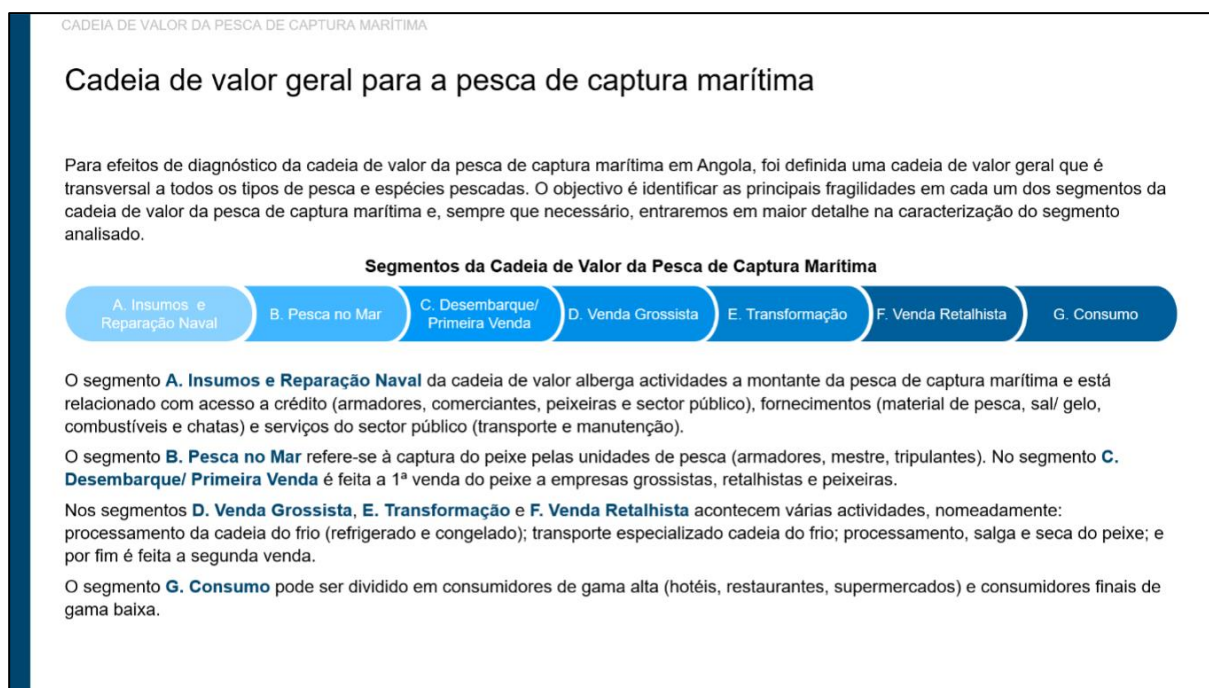 CADEIA DE VALOR DA PESCA DE CAPTURA MARÍTIMA
Cadeia de valor geral para a pesca de captura marítima
Para efeitos de diagnóstico da cadeia de valor da pesca de captura marítima em Angola, foi definida uma cadeia de valor geral que é
transversal a todos os tipos de pesca e espécies pescadas. O objectivo é identificar as principais fragilidades em cada um dos segmentos da
cadeia de valor da pesca de captura marítima e, sempre que necessário, entraremos em maior detalhe na caracterização do segmento
analisado.
Segmentos da Cadeia de Valor da Pesca de Captura Marítima
A. Insumos e
Reparação Naval
B. Pesca no Mar
C. Desembarque/
Primeira Venda
D. Venda Grossista
E. Transformação
F. Venda Retalhista
G. Consumo
O segmento A. Insumos e Reparação Naval da cadeia de valor alberga actividades a montante da pesca de captura marítima e está
relacionado com acesso a crédito (armadores, comerciantes, peixeiras e sector público), fornecimentos (material de pesca, sal/ gelo,
combustíveis e chatas) e serviços do sector público (transporte e manutenção).
O segmento B. Pesca no Mar refere-se à captura do peixe pelas unidades de pesca (armadores, mestre, tripulantes). No segmento C.
Desembarque/ Primeira Venda é feita a 1ª venda do peixe a empresas grossistas, retalhistas e peixeiras.
Nos segmentos D. Venda Grossista, E. Transformação e F. Venda Retalhista acontecem várias actividades, nomeadamente:
processamento da cadeia do frio (refrigerado e congelado); transporte especializado cadeia do frio; processamento, salga e seca do peixe; e
por fim é feita a segunda venda.
O segmento G. Consumo pode ser dividido em consumidores de gama alta (hotéis, restaurantes, supermercados) e consumidores finais de
gama baixa.